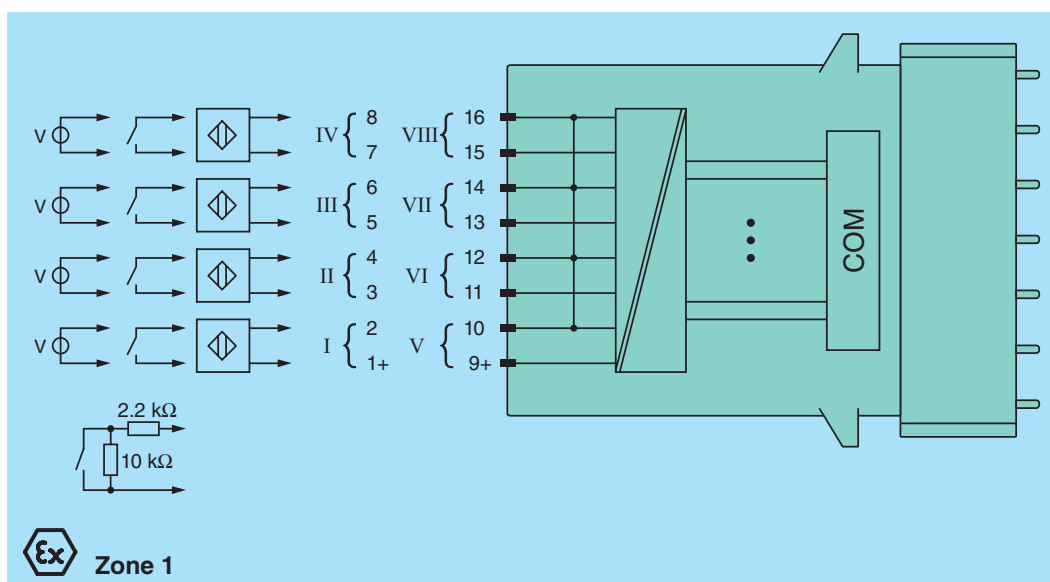 V IV 8 VIII 16
7 15
V III 6 VII 14
5 13
V II 4 VI 12
3 11
V I 2 V 10
1+ 9+
COM
2.2 kΩ
10 kΩ
Ex Zone 1